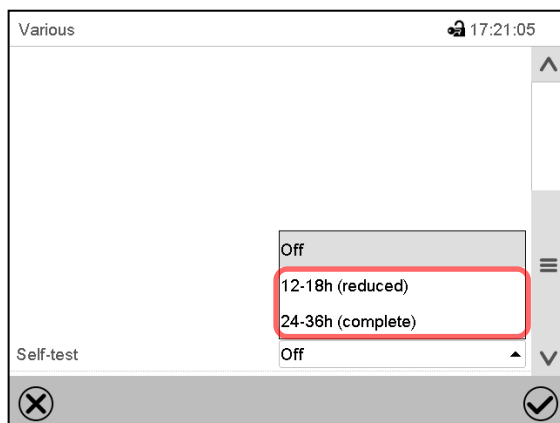 Various 17:21:05
Off
12-18h (reduced)
24-36h (complete)
Self-test Off